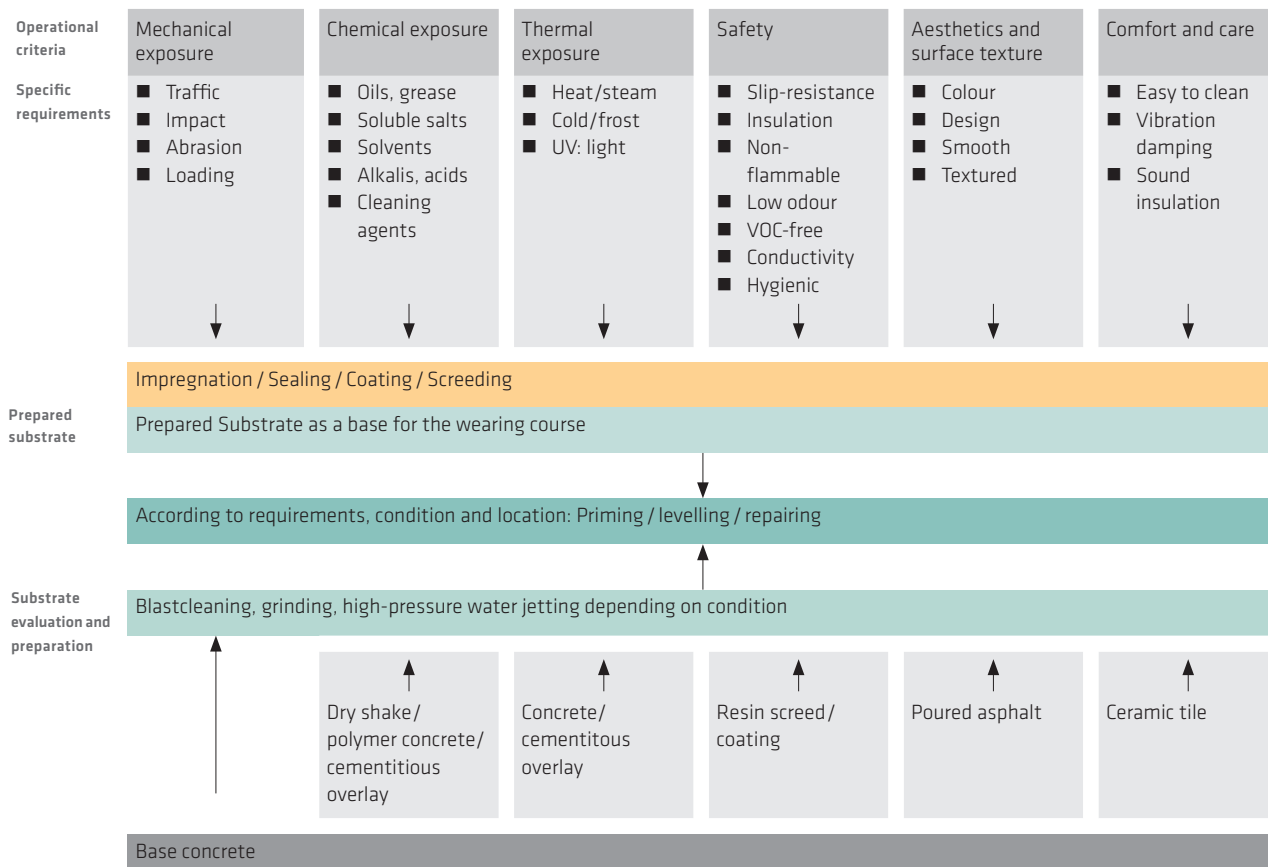 Operational
criteria
Mechanical
exposure
Chemical exposure
Thermal
exposure
Safety
Aesthetics and
surface texture
Comfort and care
Specific
requirements
■ Traffic
■ Impact
■ Abrasion
■ Loading
■ Oils, grease
■ Soluble salts
■ Solvents
■ Alkalis, acids
■ Cleaning
agents
■ Heat/steam
■ Cold/frost
■ UV: light
■ Slip-resistance
■ Insulation
■ Non-
flammable
■ Low odour
■ VOC-free
■ Conductivity
■ Hygienic
■ Colour
■ Design
■ Smooth
■ Textured
■ Easy to clean
■ Vibration
damping
■ Sound
insulation
Impregnation / Sealing / Coating / Screeding
Prepared
substrate
Prepared Substrate as a base for the wearing course
According to requirements, condition and location: Priming / levelling / repairing
Substrate
evaluation and
preparation
Blastcleaning, grinding, high-pressure water jetting depending on condition
Dry shake/
polymer concrete/
cementitious
overlay
Concrete/
cementitous
overlay
Resin screed/
coating
Poured asphalt
Ceramic tile
Base concrete